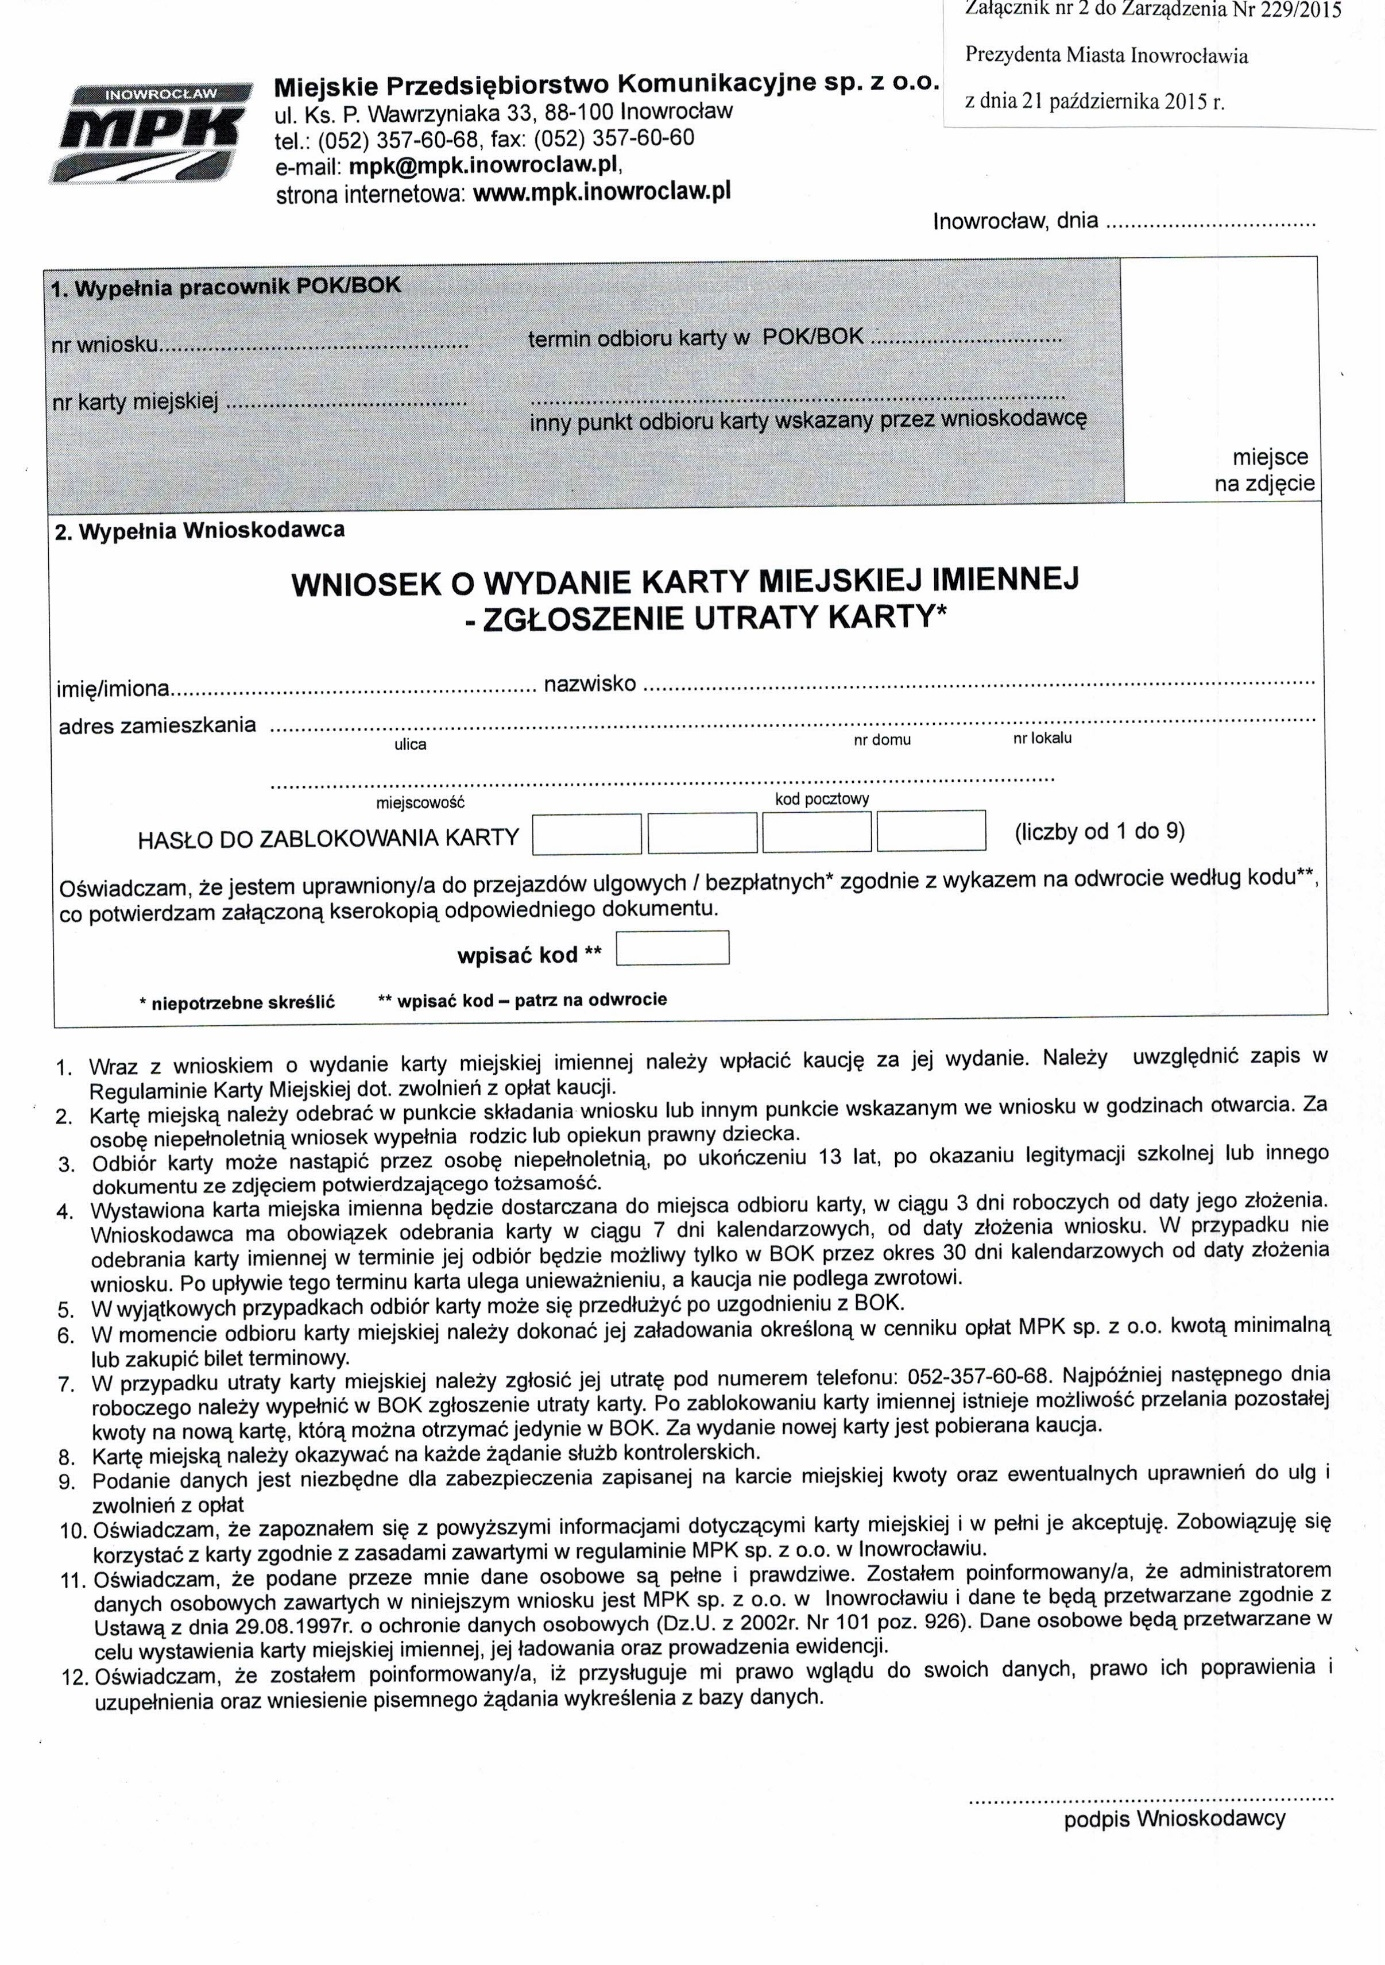 Załącznik nr 2 do Zarządzenia Nr 229/2015
Prezydenta Miasta Inowrocławia
z dnia 21 października 2015 r.
INOWROCŁAW
MPK
Miejskie Przedsiębiorstwo Komunikacyjne sp. z o.o.
ul. Ks. P. Wawrzyniaka 33, 88-100 Inowrocław
tel.: (052) 357-60-68, fax: (052) 357-60-60
e-mail: mpk@mpk.inowroclaw.pl,
strona internetowa: www.mpk.inowroclaw.pl
Inowrocław, dnia ..................................
1. Wypełnia pracownik POK/BOK
nr wniosku.................................................. termin odbioru karty w POK/BOK ...............................
nr karty miejskiej ....................................... ......................................................................................
inny punkt odbioru karty wskazany przez wnioskodawcę
miejsce
na zdjęcie
2. Wypełnia Wnioskodawca
WNIOSEK O WYDANIE KARTY MIEJSKIEJ IMIENNEJ
- ZGŁOSZENIE UTRATY KARTY*
imię/imiona........................................................... nazwisko ............................................................................................................
adres zamieszkania .........................................................................................................................................................................
ulica nr domu nr lokalu
...............................................................................................................................
miejscowość kod pocztowy
HASŁO DO ZABLOKOWANIA KARTY (liczby od 1 do 9)
Oświadczam, że jestem uprawniony/a do przejazdów ulgowych / bezpłatnych* zgodnie z wykazem na odwrocie według kodu**,
co potwierdzam załączoną kserokopią odpowiedniego dokumentu.
wpisać kod **
* niepotrzebne skreślić ** wpisać kod – patrz na odwrocie
1. Wraz z wnioskiem o wydanie karty miejskiej imiennej należy wpłacić kaucję za jej wydanie. Należy uwzględnić zapis w
Regulaminie Karty Miejskiej dot. zwolnień z opłat kaucji.
2. Kartę miejską należy odebrać w punkcie składania wniosku lub innym punkcie wskazanym we wniosku w godzinach otwarcia. Za
osobę niepełnoletnią wniosek wypełnia rodzic lub opiekun prawny dziecka.
3. Odbiór karty może nastąpić przez osobę niepełnoletnią, po ukończeniu 13 lat, po okazaniu legitymacji szkolnej lub innego
dokumentu ze zdjęciem potwierdzającego tożsamość.
4. Wystawiona karta miejska imienna będzie dostarczana do miejsca odbioru karty, w ciągu 3 dni roboczych od daty jego złożenia.
Wnioskodawca ma obowiązek odebrania karty w ciągu 7 dni kalendarzowych, od daty złożenia wniosku. W przypadku nie
odebrania karty imiennej w terminie jej odbiór będzie możliwy tylko w BOK przez okres 30 dni kalendarzowych od daty złożenia
wniosku. Po upływie tego terminu karta ulega unieważnieniu, a kaucja nie podlega zwrotowi.
5. W wyjątkowych przypadkach odbiór karty może się przedłużyć po uzgodnieniu z BOK.
6. W momencie odbioru karty miejskiej należy dokonać jej załadowania określoną w cenniku opłat MPK sp. z o.o. kwotą minimalną
lub zakupić bilet terminowy.
7. W przypadku utraty karty miejskiej należy zgłosić jej utratę pod numerem telefonu: 052-357-60-68. Najpóźniej następnego dnia
roboczego należy wypełnić w BOK zgłoszenie utraty karty. Po zablokowaniu karty imiennej istnieje możliwość przelania pozostałej
kwoty na nową kartę, którą można otrzymać jedynie w BOK. Za wydanie nowej karty jest pobierana kaucja.
8. Kartę miejską należy okazywać na każde żądanie służb kontrolerskich.
9. Podanie danych jest niezbędne dla zabezpieczenia zapisanej na karcie miejskiej kwoty oraz ewentualnych uprawnień do ulg i
zwolnień z opłat
10. Oświadczam, że zapoznałem się z powyższymi informacjami dotyczącymi karty miejskiej i w pełni je akceptuję. Zobowiązuję się
korzystać z karty zgodnie z zasadami zawartymi w regulaminie MPK sp. z o.o. w Inowrocławiu.
11. Oświadczam, że podane przeze mnie dane osobowe są pełne i prawdziwe. Zostałem poinformowany/a, że administratorem
danych osobowych zawartych w niniejszym wniosku jest MPK sp. z o.o. w Inowrocławiu i dane te będą przetwarzane zgodnie z
Ustawą z dnia 29.08.1997r. o ochronie danych osobowych (Dz.U. z 2002r. Nr 101 poz. 926). Dane osobowe będą przetwarzane w
celu wystawienia karty miejskiej imiennej, jej ładowania oraz prowadzenia ewidencji.
12. Oświadczam, że zostałem poinformowany/a, iż przysługuje mi prawo wglądu do swoich danych, prawo ich poprawienia i
uzupełnienia oraz wniesienie pisemnego żądania wykreślenia z bazy danych.
...........................................................
podpis Wnioskodawcy